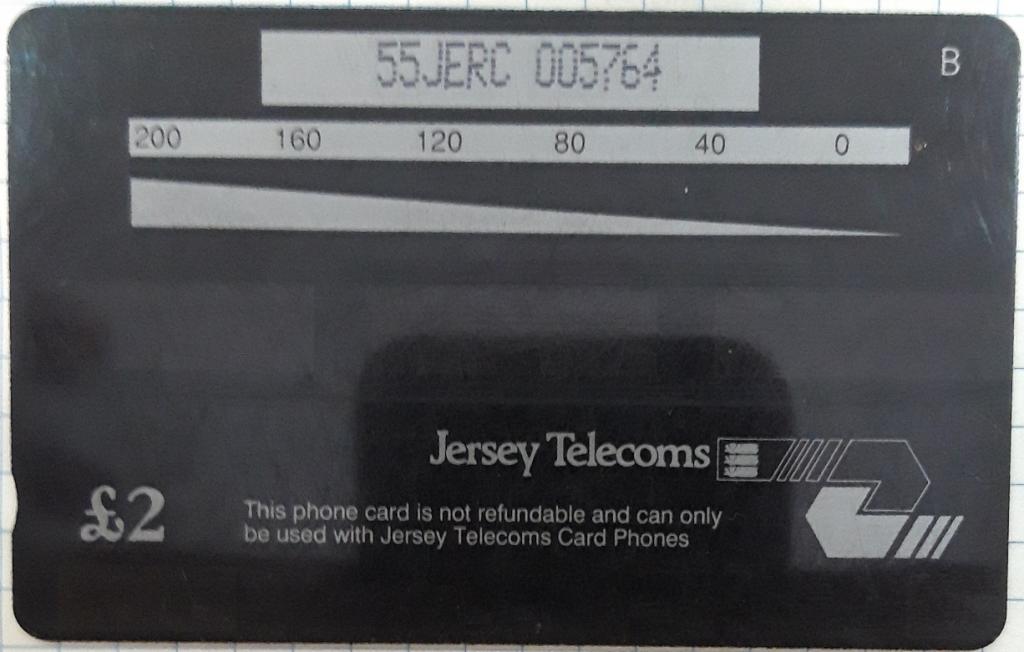 55JERC 005764
B
200 160 120 80 40 0
Jersey Telecoms
£2
This phone card is not refundable and can only
be used with Jersey Telecoms Card Phones